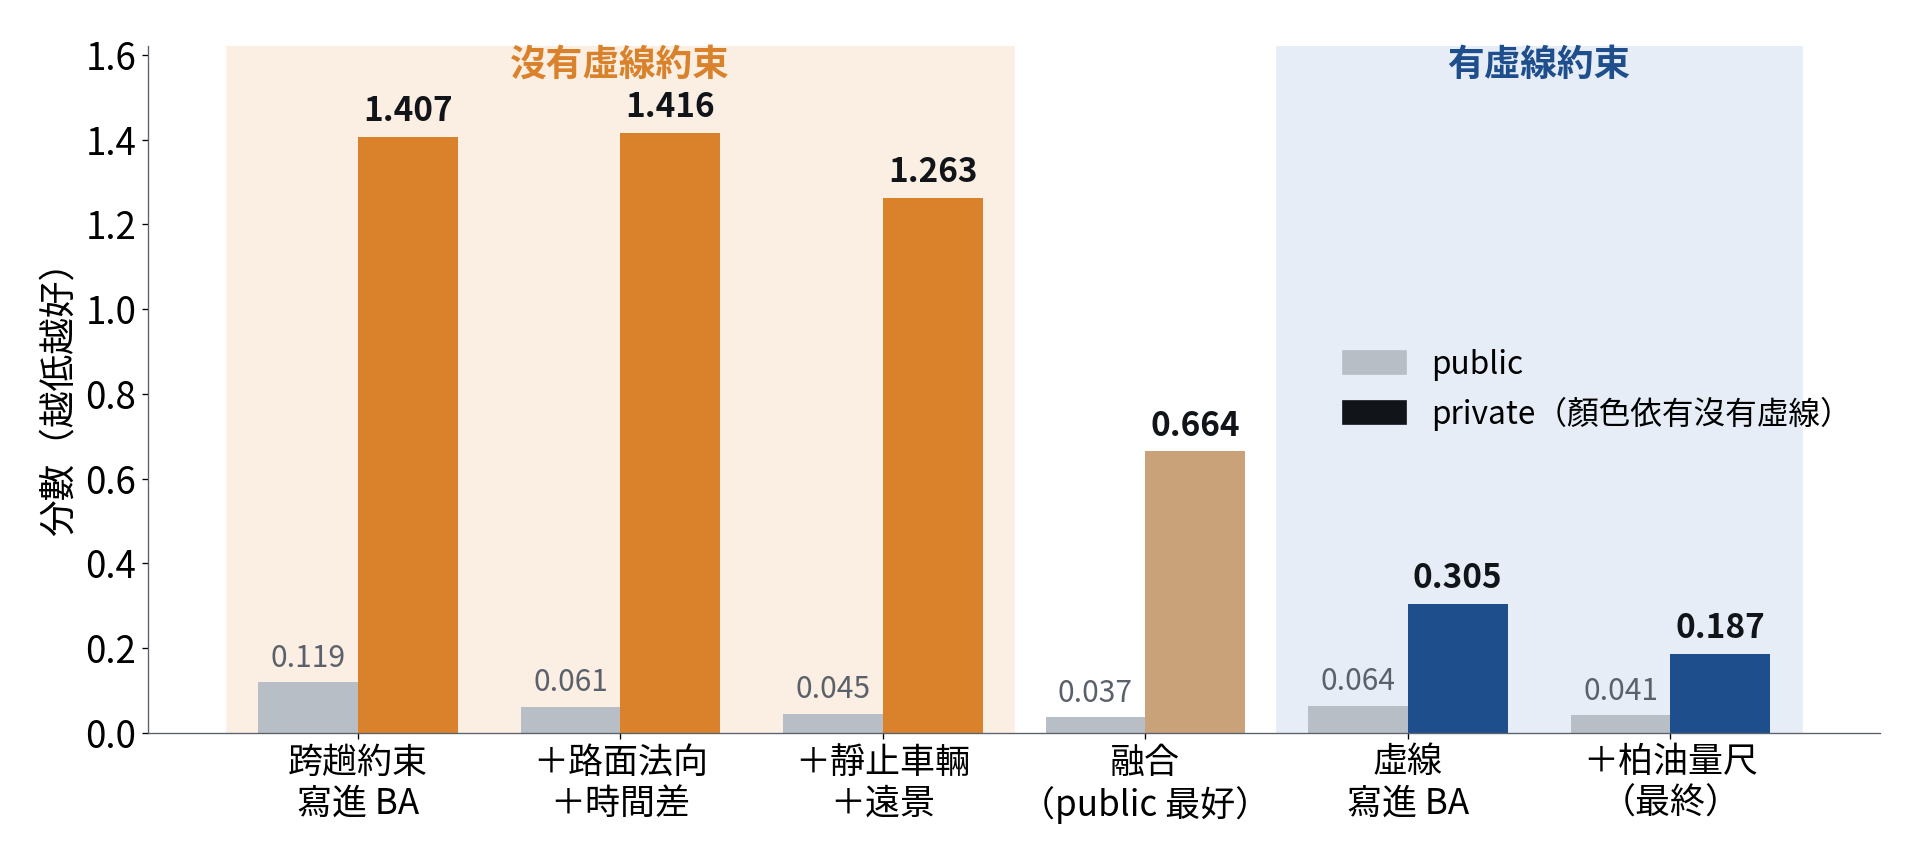 沒有虛線約束
有虛線約束
分數（越低越好）
1.6
1.4
1.2
1.0
0.8
0.6
0.4
0.2
0.0
0.119
1.407
0.061
1.416
0.045
1.263
0.037
0.664
0.064
0.305
0.041
0.187
public
private（顏色依有沒有虛線）
跨趟約束
寫進 BA
＋路面法向
＋時間差
＋靜止車輛
＋遠景
融合
（public 最好）
虛線
寫進 BA
＋柏油量尺
（最終）